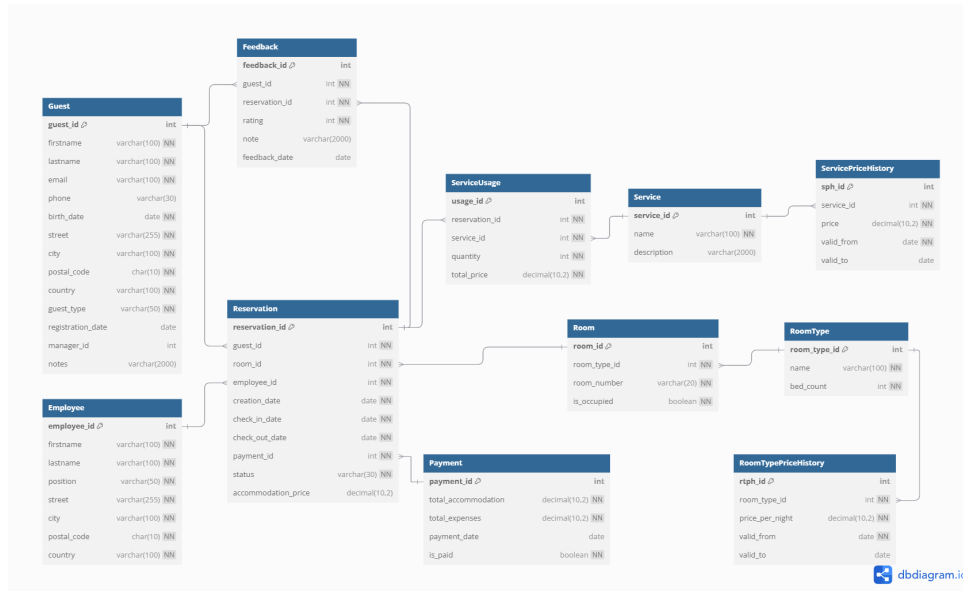 Feedback
feedback_id int
guest_id int NN
reservation_id int NN
rating int NN
note varchar(2000)
feedback_date date
Guest
guest_id int
firstname varchar(100) NN
lastname varchar(100) NN
email varchar(100) NN
phone varchar(30)
birth_date date NN
street varchar(255) NN
city varchar(100) NN
postal_code char(10) NN
country varchar(100) NN
guest_type varchar(50) NN
registration_date date
manager_id int
notes varchar(2000)
ServiceUsage
usage_id int
reservation_id int NN
service_id int NN
quantity int NN
total_price decimal(10,2) NN
Service
service_id int
name varchar(100) NN
description varchar(2000)
ServicePriceHistory
sph_id int
service_id int NN
price decimal(10,2) NN
valid_from date NN
valid_to date
Reservation
reservation_id int
guest_id int NN
room_id int NN
employee_id int NN
creation_date date NN
check_in_date date NN
check_out_date date NN
payment_id int NN
status varchar(30) NN
accommodation_price decimal(10,2)
Room
room_id int
room_type_id int NN
room_number varchar(20) NN
is_occupied boolean NN
RoomType
room_type_id int
name varchar(100) NN
bed_count int NN
Employee
employee_id int
firstname varchar(100) NN
lastname varchar(100) NN
position varchar(50) NN
street varchar(255) NN
city varchar(100) NN
postal_code char(10) NN
country varchar(100) NN
Payment
payment_id int
total_accommodation decimal(10,2) NN
total_expenses decimal(10,2) NN
payment_date date
is_paid boolean NN
RoomTypePriceHistory
rtph_id int
room_type_id int NN
price_per_night decimal(10,2) NN
valid_from date NN
valid_to date
dbdiagram.io